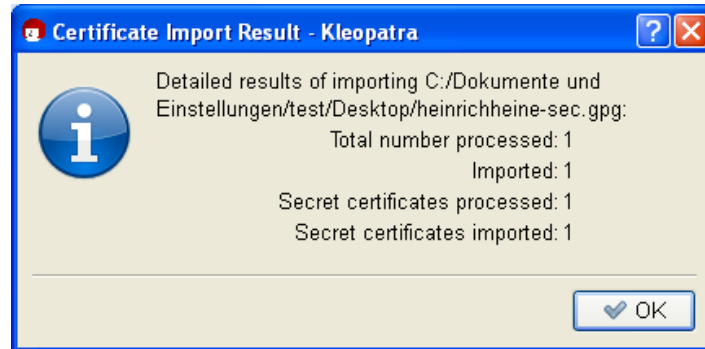 Certificate Import Result - Kleopatra
Detailed results of importing C:/Dokumente und
Einstellungen/test/Desktop/heinrichheine-sec.gpg:
Total number processed: 1
Imported: 1
Secret certificates processed: 1
Secret certificates imported: 1
OK